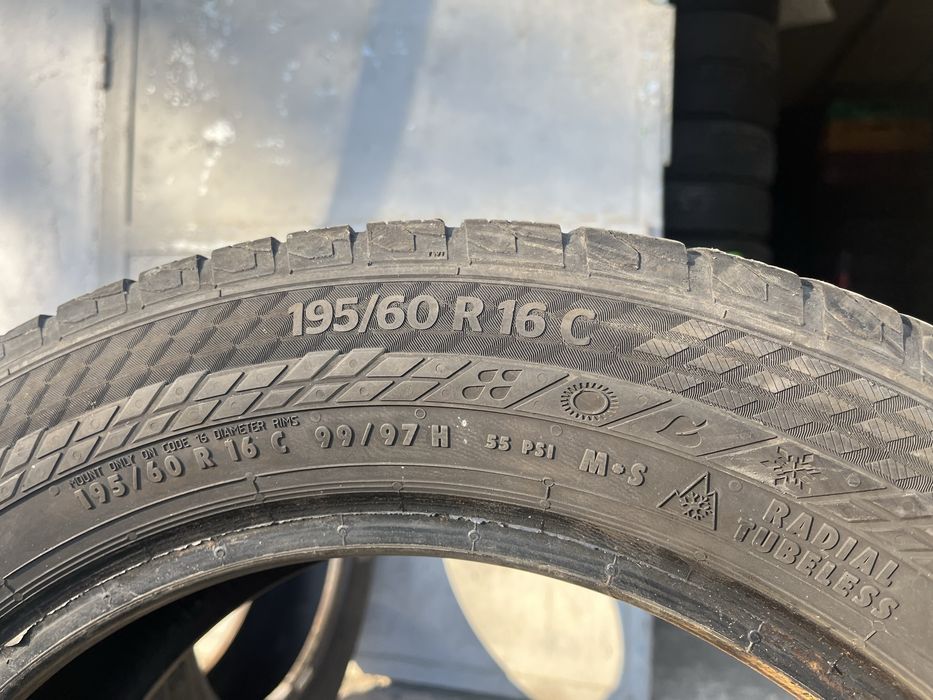 TWI
195/60 R 16 C
MOUNT ONLY ON CODE 16 DIAMETER RIMS
195/60 R 16 C 99/97 H 55 PSI M•S
RADIAL
TUBELESS